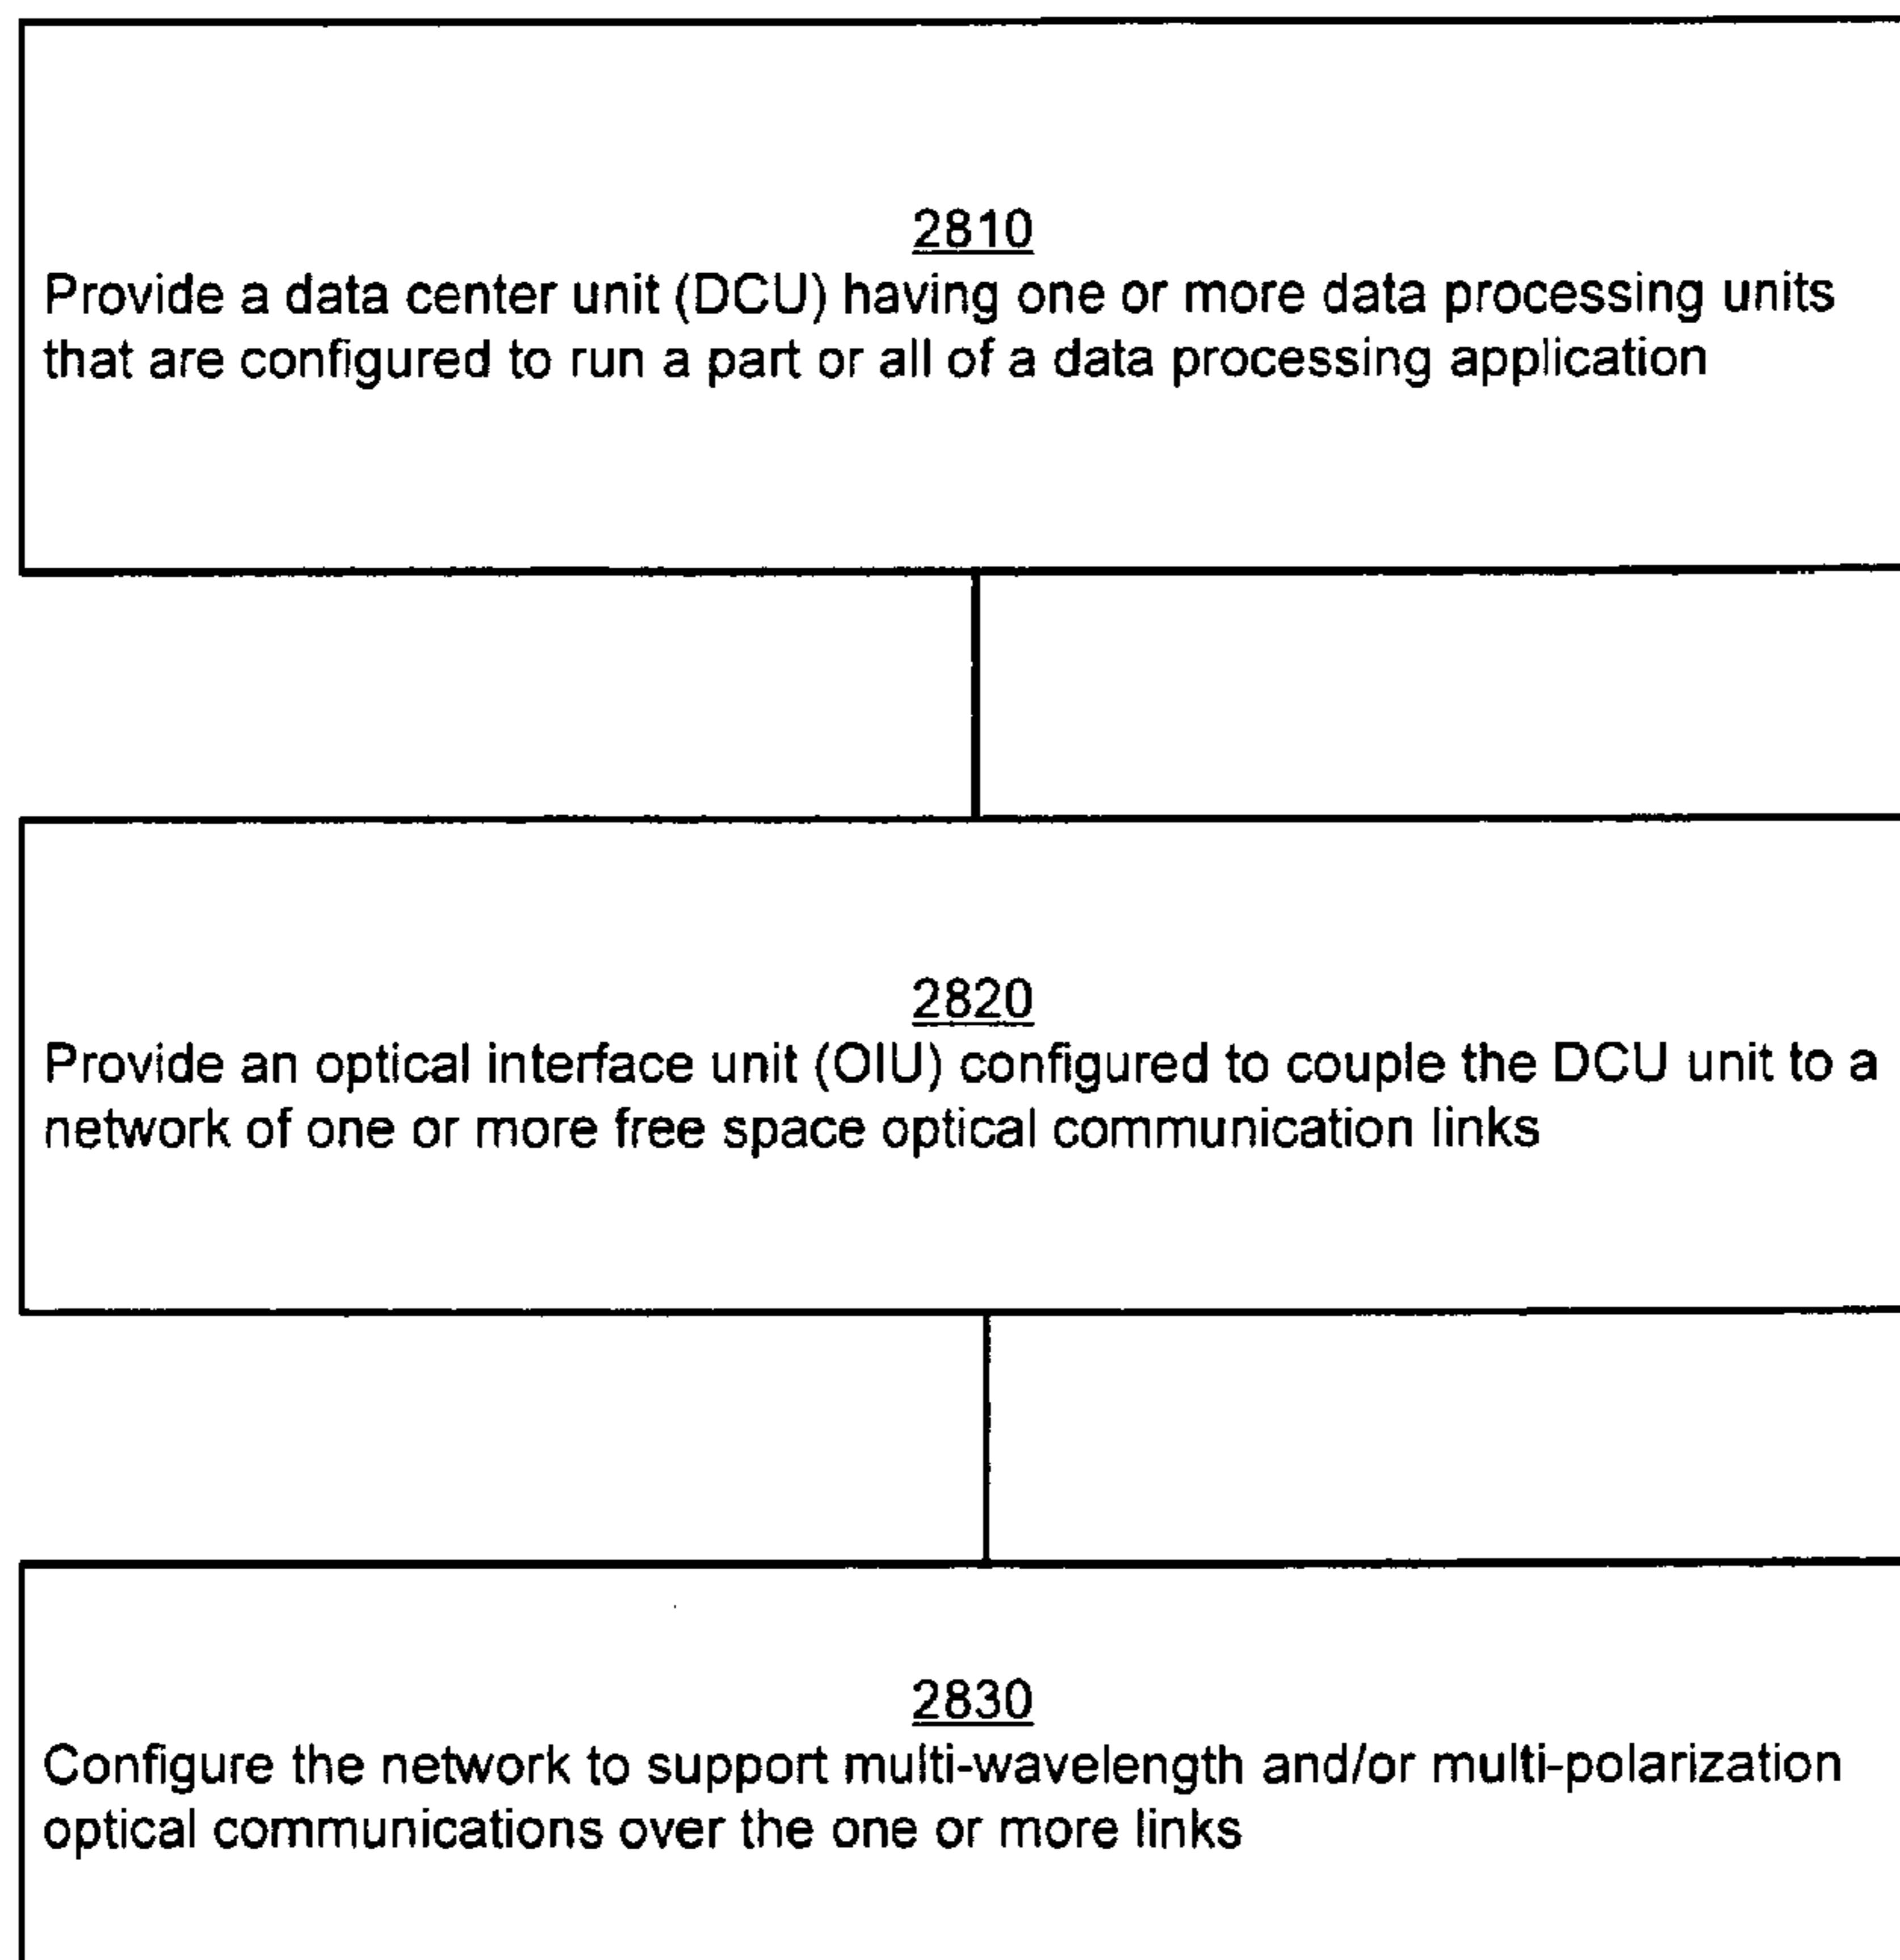 2810
Provide a data center unit (DCU) having one or more data processing units
that are configured to run a part or all of a data processing application
2820
Provide an optical interface unit (OIU) configured to couple the DCU unit to a
network of one or more free space optical communication links
2830
Configure the network to support multi-wavelength and/or multi-polarization
optical communications over the one or more links